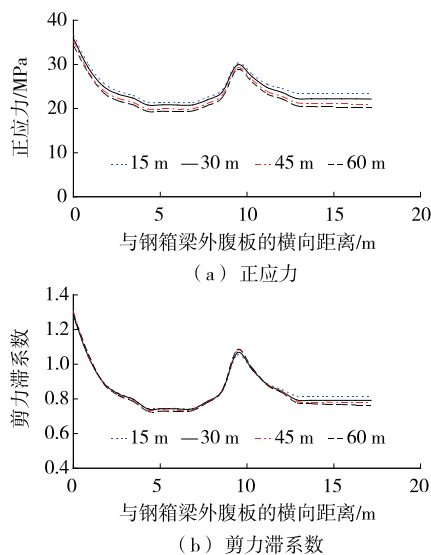 40
30
20
10
0
正应力/MPa
15 m 30 m 45 m 60 m
0 5 10 15 20
与钢箱梁外腹板的横向距离/m
（a）正应力
1.4
1.2
1.0
0.8
0.6
0.4
剪力滞系数
15 m 30 m 45 m 60 m
0 5 10 15 20
与钢箱梁外腹板的横向距离/m
（b）剪力滞系数